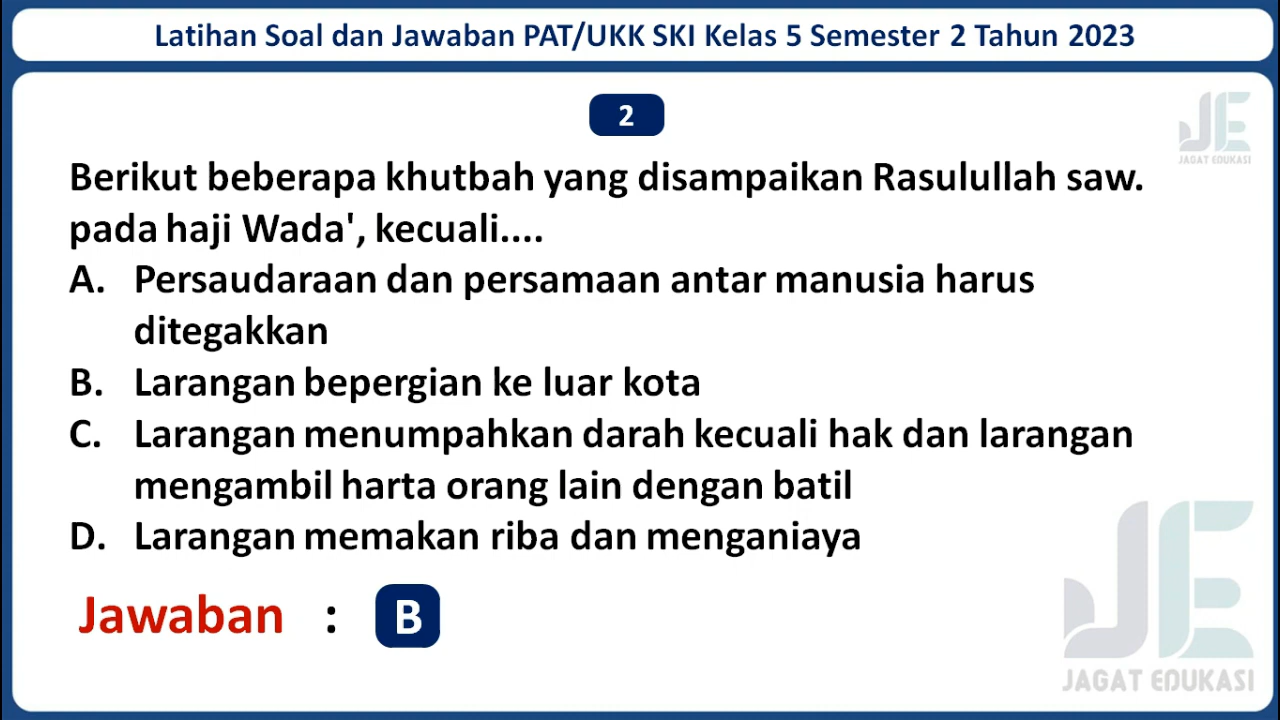 Latihan Soal dan Jawaban PAT/UKK SKI Kelas 5 Semester 2 Tahun 2023
2
JE
JAGAT EDUKASI
Berikut beberapa khutbah yang disampaikan Rasulullah saw.
pada haji Wada', kecuali....
A. Persaudaraan dan persamaan antar manusia harus
ditegakkan
B. Larangan bepergian ke luar kota
C. Larangan menumpahkan darah kecuali hak dan larangan
mengambil harta orang lain dengan batil
D. Larangan memakan riba dan menganiaya
Jawaban : B
JE
JAGAT EDUKASI